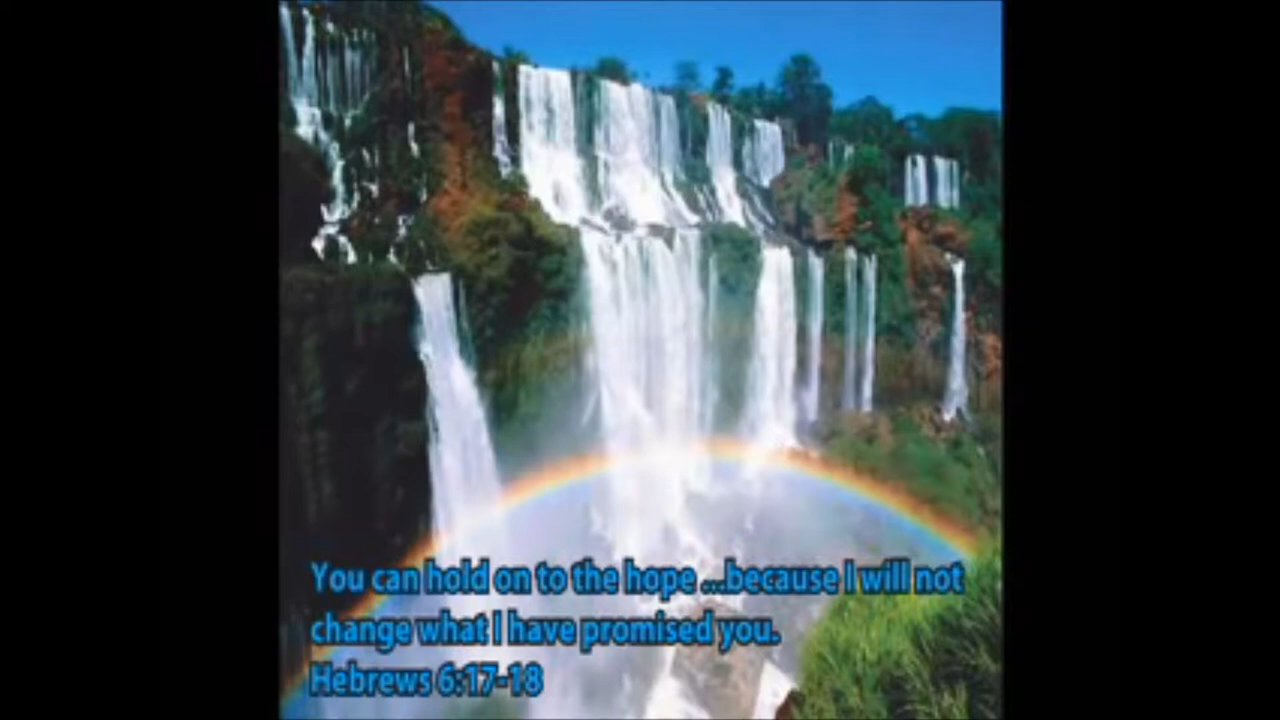 You can hold on to the hope ...because I will not
change what I have promised you.
Hebrews 6:17-18